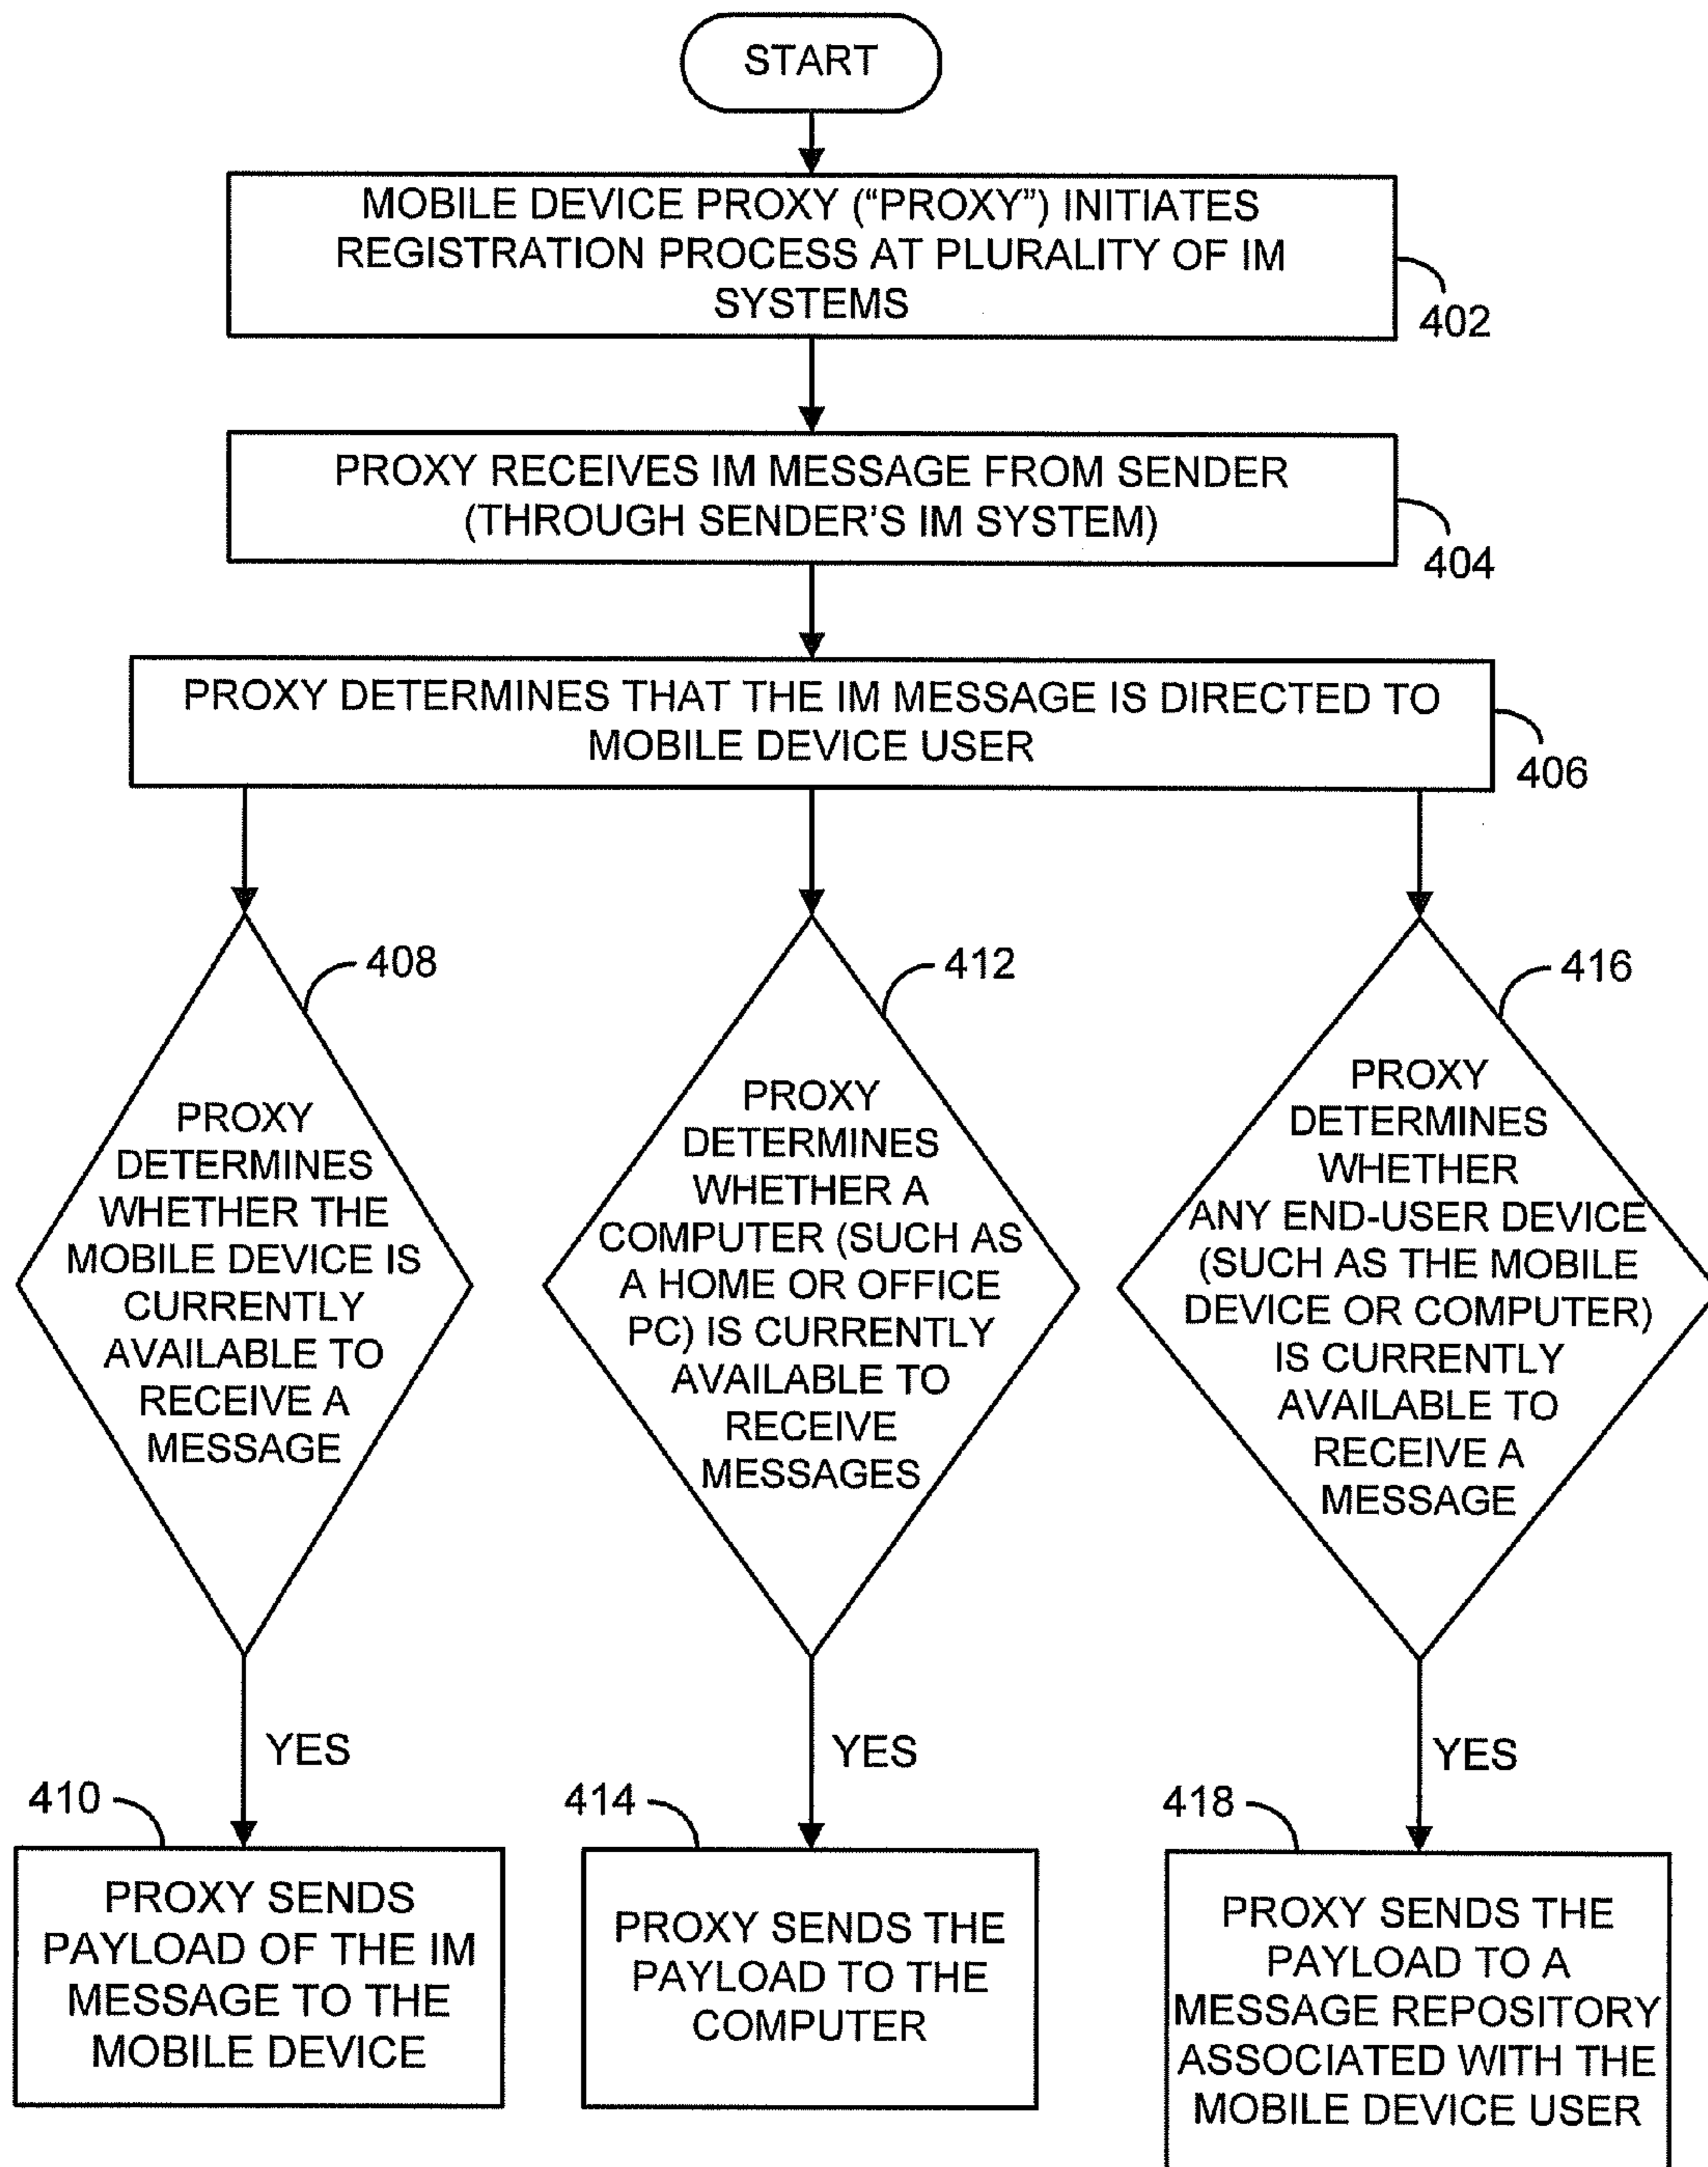 START
MOBILE DEVICE PROXY (“PROXY”) INITIATES
REGISTRATION PROCESS AT PLURALITY OF IM
SYSTEMS
402
PROXY RECEIVES IM MESSAGE FROM SENDER
(THROUGH SENDER’S IM SYSTEM)
404
PROXY DETERMINES THAT THE IM MESSAGE IS DIRECTED TO
MOBILE DEVICE USER
406
408
PROXY
DETERMINES
WHETHER THE
MOBILE DEVICE IS
CURRENTLY
AVAILABLE TO
RECEIVE A
MESSAGE
YES
410
PROXY SENDS
PAYLOAD OF THE IM
MESSAGE TO THE
MOBILE DEVICE
412
PROXY
DETERMINES
WHETHER A
COMPUTER (SUCH AS
A HOME OR OFFICE
PC) IS CURRENTLY
AVAILABLE TO
RECEIVE
MESSAGES
YES
414
PROXY SENDS THE
PAYLOAD TO THE
COMPUTER
416
PROXY
DETERMINES
WHETHER
ANY END-USER DEVICE
(SUCH AS THE MOBILE
DEVICE OR COMPUTER)
IS CURRENTLY
AVAILABLE TO
RECEIVE A
MESSAGE
YES
418
PROXY SENDS THE
PAYLOAD TO A
MESSAGE REPOSITORY
ASSOCIATED WITH THE
MOBILE DEVICE USER